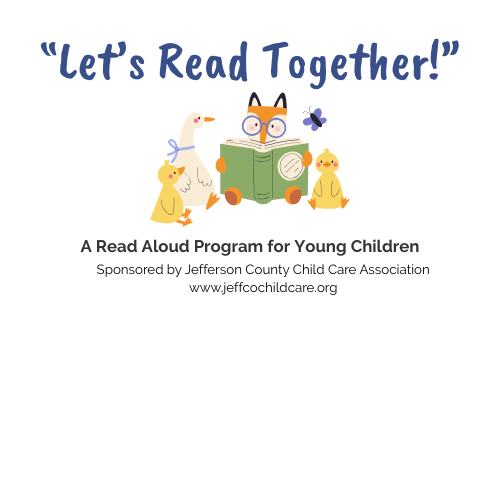 “Let’s Read Together!”
A Read Aloud Program for Young Children
Sponsored by Jefferson County Child Care Association
www.jeffcochildcare.org